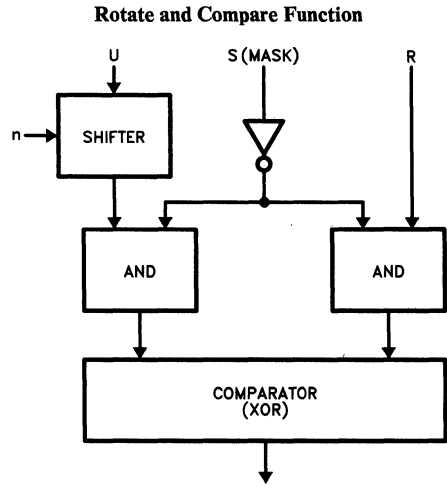 Rotate and Compare Function
U
S (MASK)
R
n
SHIFTER
AND
AND
COMPARATOR
(XOR)